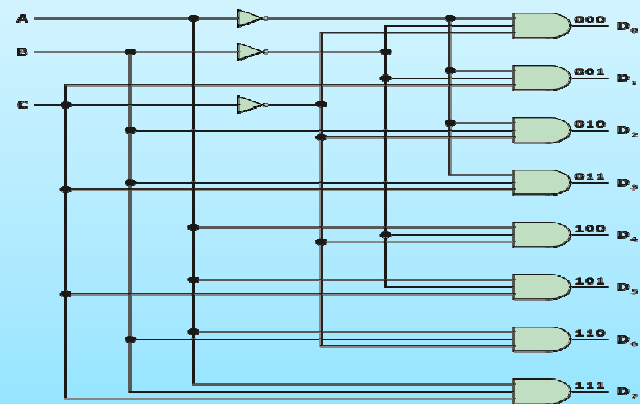 A 000 D₀
B 001 D₁
C 010 D₂
011 D₃
100 D₄
101 D₅
110 D₆
111 D₇